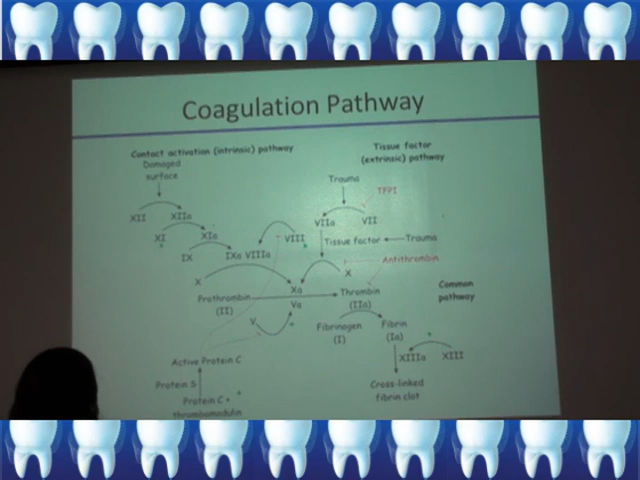 Coagulation Pathway
Contact activation (intrinsic) pathway
Damaged
surface
Tissue factor
(extrinsic) pathway
Trauma
TFPI
XII
XIIa
VIIa
VII
XI
XIa
VIII
Tissue factor
Trauma
IX
IXa VIIIa
X
Antithrombin
X
Xa
Va
Prothrombin
(II)
Thrombin
(IIa)
Common
pathway
V
Fibrinogen
(I)
Fibrin
(Ia)
XIIIa
XIII
Active Protein C
Protein S
Protein C +
thrombomodulin
Cross-linked
fibrin clot